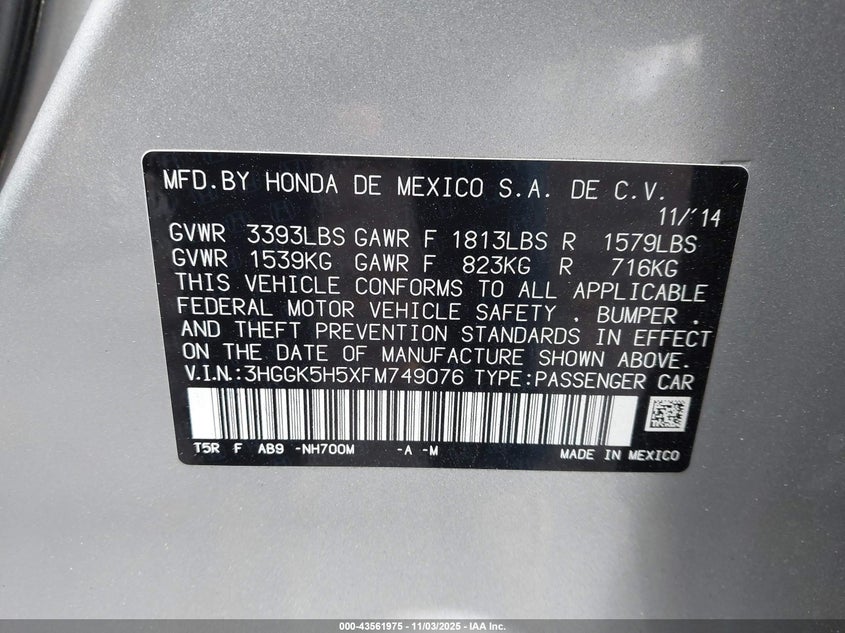 MFD.BY HONDA DE MEXICO S.A. DE C.V.
11/'14
GVWR 3393LBS GAWR F 1813LBS R 1579LBS
GVWR 1539KG GAWR F 823KG R 716KG
THIS VEHICLE CONFORMS TO ALL APPLICABLE
FEDERAL MOTOR VEHICLE SAFETY , BUMPER ,
AND THEFT PREVENTION STANDARDS IN EFFECT
ON THE DATE OF MANUFACTURE SHOWN ABOVE.
V.I.N.:3HGGK5H5XFM749076 TYPE:PASSENGER CAR
T5R F AB9 -NH700M -A -M MADE IN MEXICO
000-43561975 - 11/03/2025 - IAA Inc.